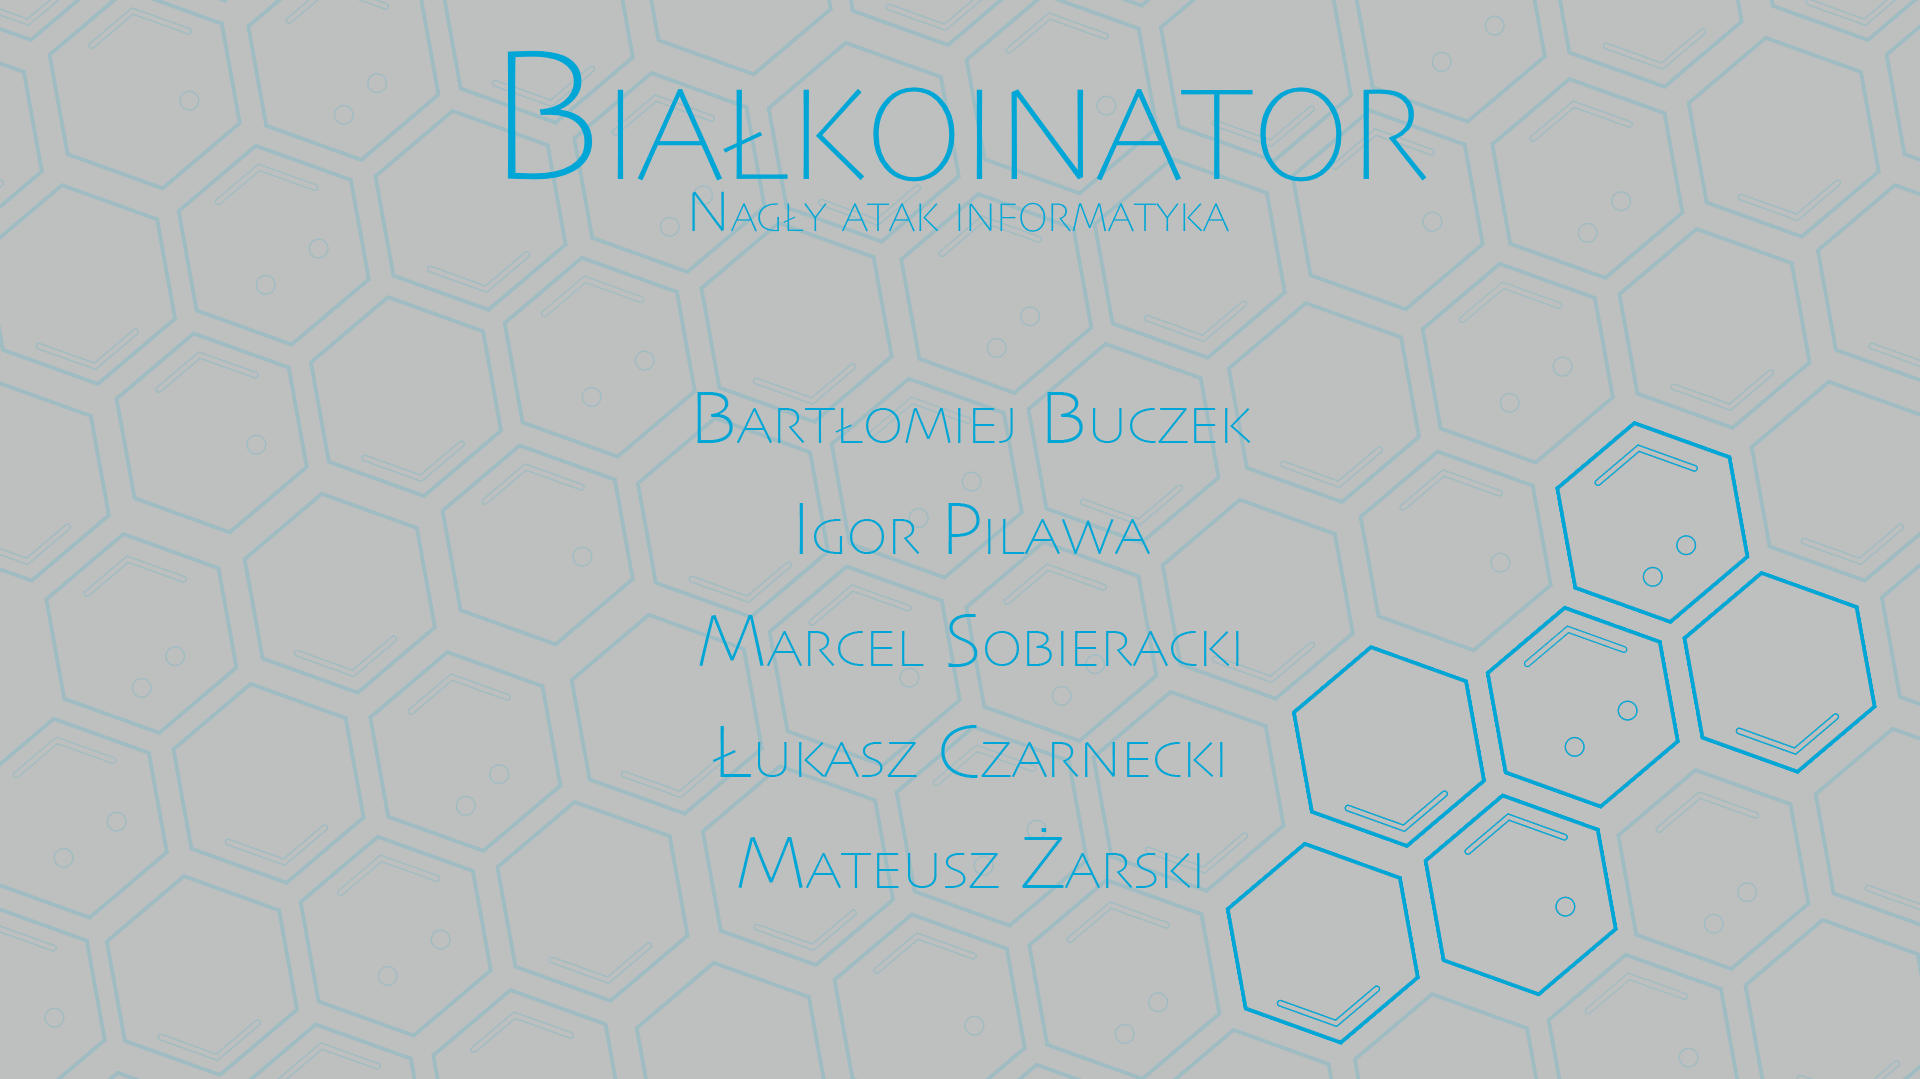 Białkoinator
Nagły atak informatyka
Bartłomiej Buczek
Igor Pilawa
Marcel Sobieracki
Łukasz Czarnecki
Mateusz Żarski